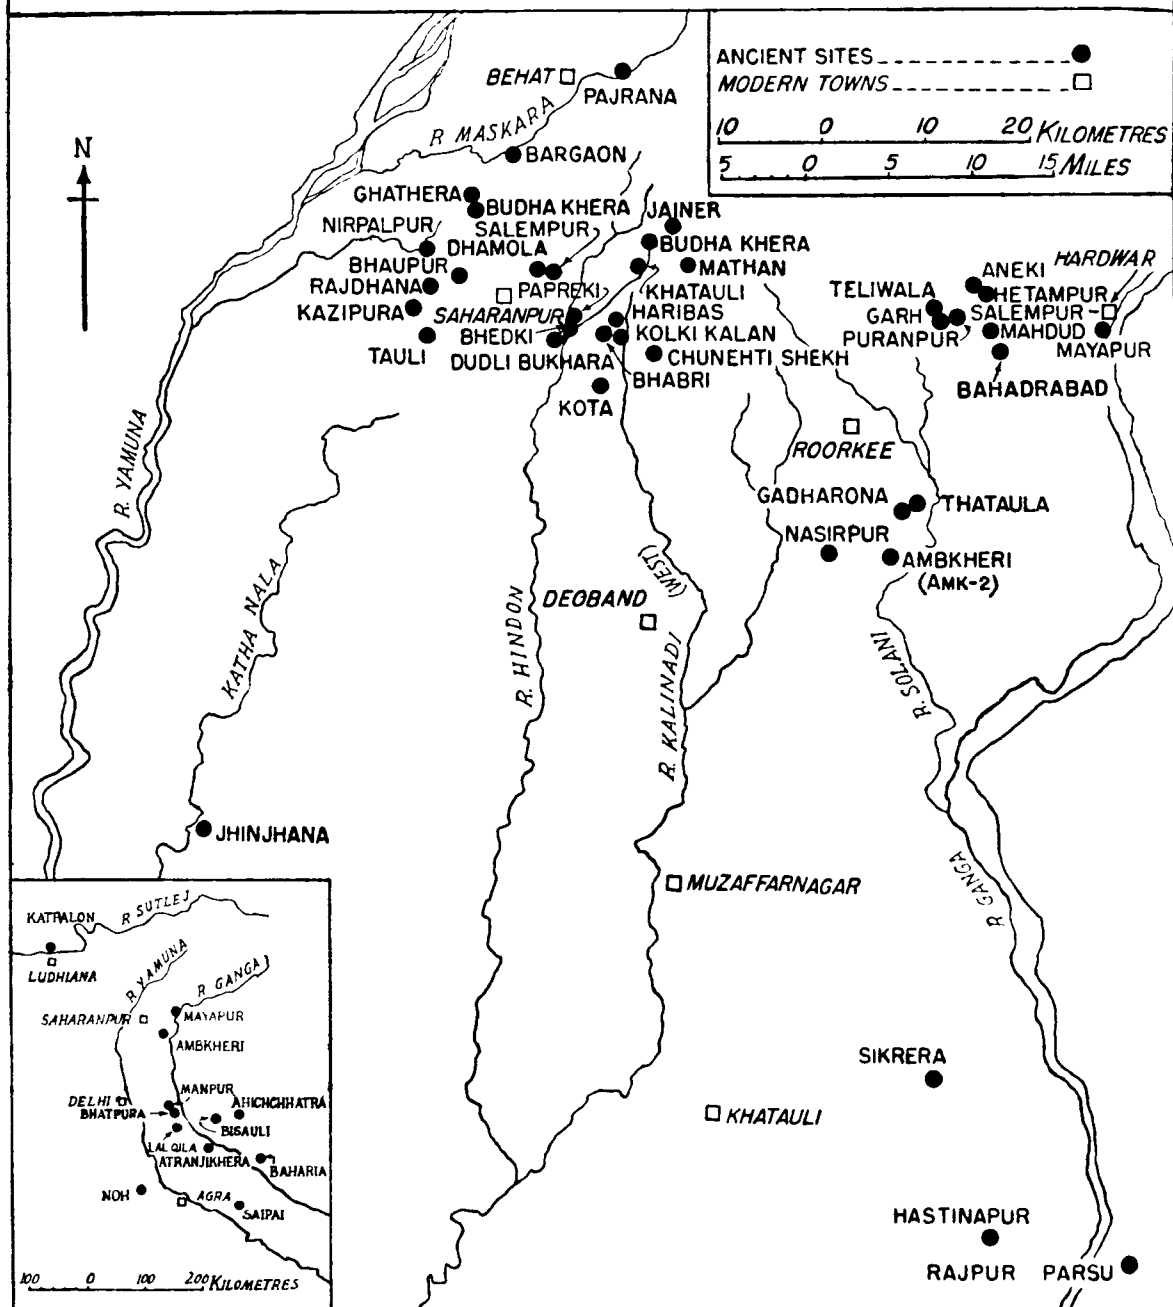 ANCIENT SITES
MODERN TOWNS
10 0 10 20 KILOMETRES
5 0 5 10 15 MILES
N
BEHAT
PAJRANA
R MASKARA
BARGAON
GHATHERA
BUDHA KHERA
SALEMPUR
NIRPALPUR
DHAMOLA
BHAUPUR
RAJDHANA
KAZIPURA
TAULI
PAPREKI
SAHARANPUR
BHEDKI
DUDLI BUKHARA
JAINER
BUDHA KHERA
MATHAN
KHATAULI
HARIBAS
KOLKI KALAN
CHUNEHTI SHEKH
BHABRI
KOTA
HARDWAR
ANEKI
HETAMPUR
TELIWALA
SALEMPUR
GARH
MAHDUD
PURANPUR
MAYAPUR
BAHADRABAD
ROORKEE
GADHARONA
THATAULA
NASIRPUR
AMBKHERI
(AMK-2)
R. YAMUNA
KATHA NALA
R. HINDON
(WEST)
R. KALINADI
DEOBAND
R. SOLANI
R GANGA
JHINJHANA
MUZAFFARNAGAR
SIKRERA
KHATAULI
HASTINAPUR
RAJPUR
PARSU
KATPALON
R SUTLEJ
LUDHIANA
R YAMUNA
R GANGA
SAHARANPUR
MAYAPUR
AMBKHERI
MANPUR
DELHI
BHATPURA
AHICHCHHATRA
BISAULI
LAL QILA
ATRANJIKHERA
BAHARIA
NOH
AGRA
SAIPAI
100 0 100 200 KILOMETRES